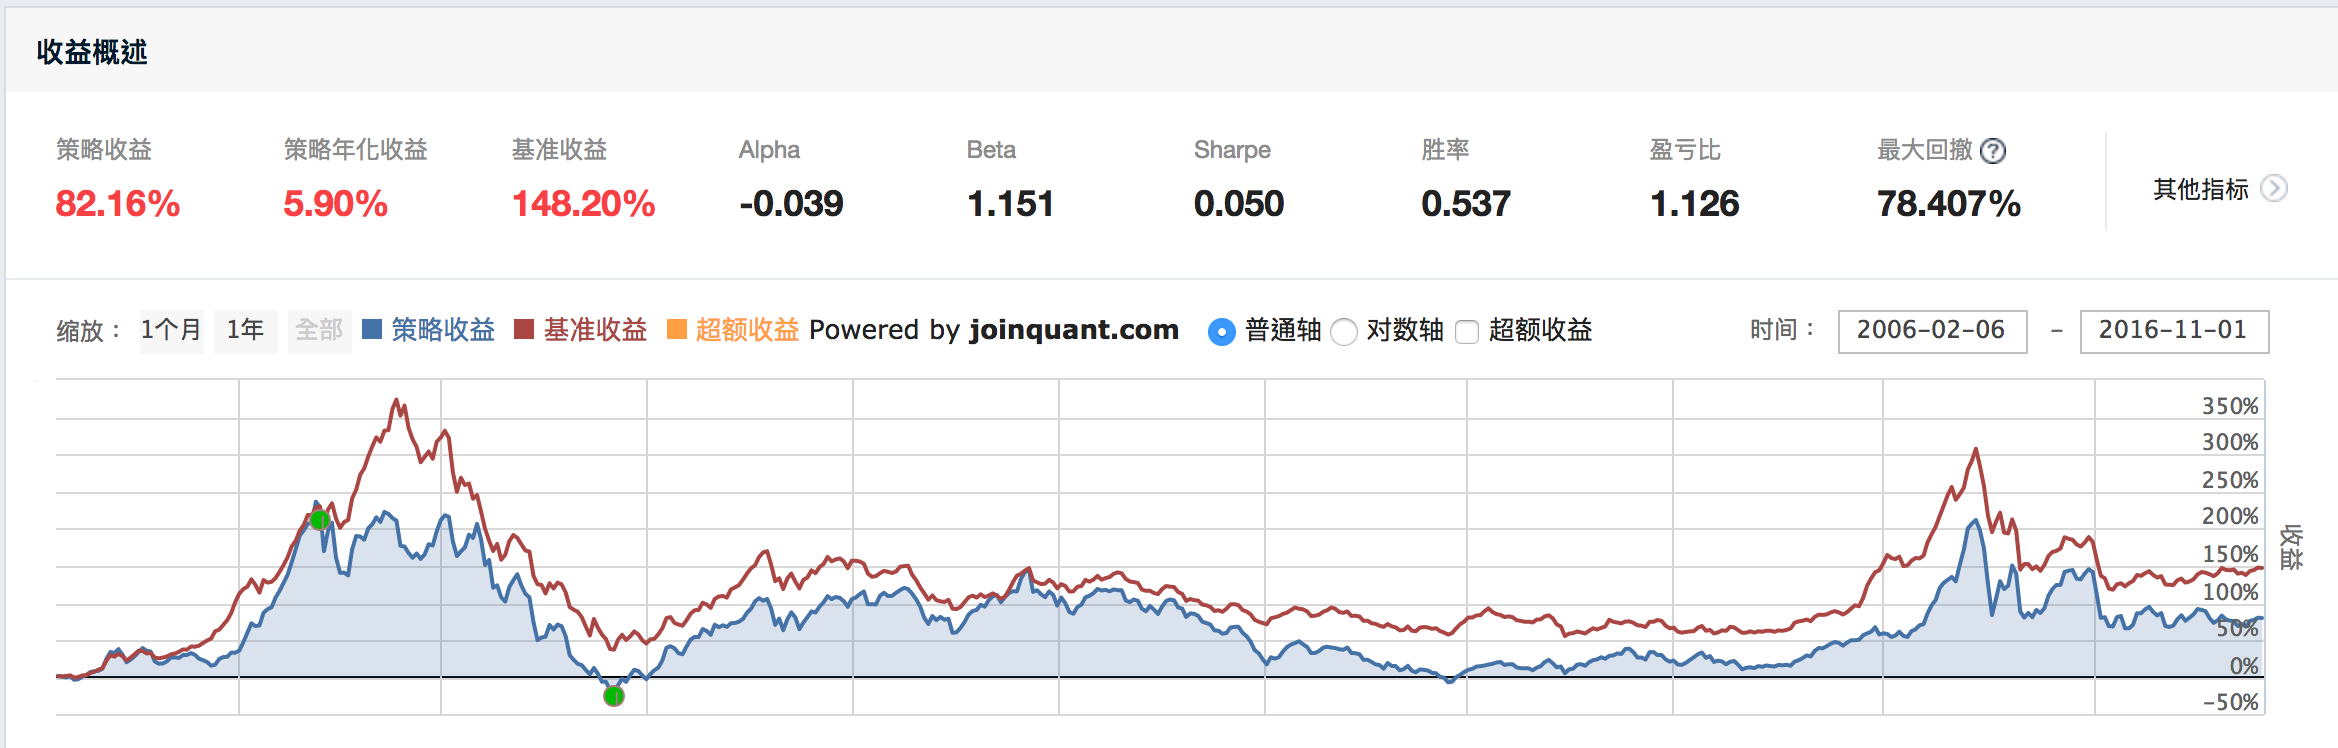 收益概述
策略收益 策略年化收益 基准收益 Alpha Beta Sharpe 胜率 盈亏比 最大回撤 ?
82.16% 5.90% 148.20% -0.039 1.151 0.050 0.537 1.126 78.407% 其他指标
缩放： 1个月 1年 全部 策略收益 基准收益 超额收益 Powered by joinquant.com 普通轴 对数轴 超额收益 时间： 2006-02-06 - 2016-11-01
350%
300%
250%
200%
150%
100%
50%
0%
-50%
收益